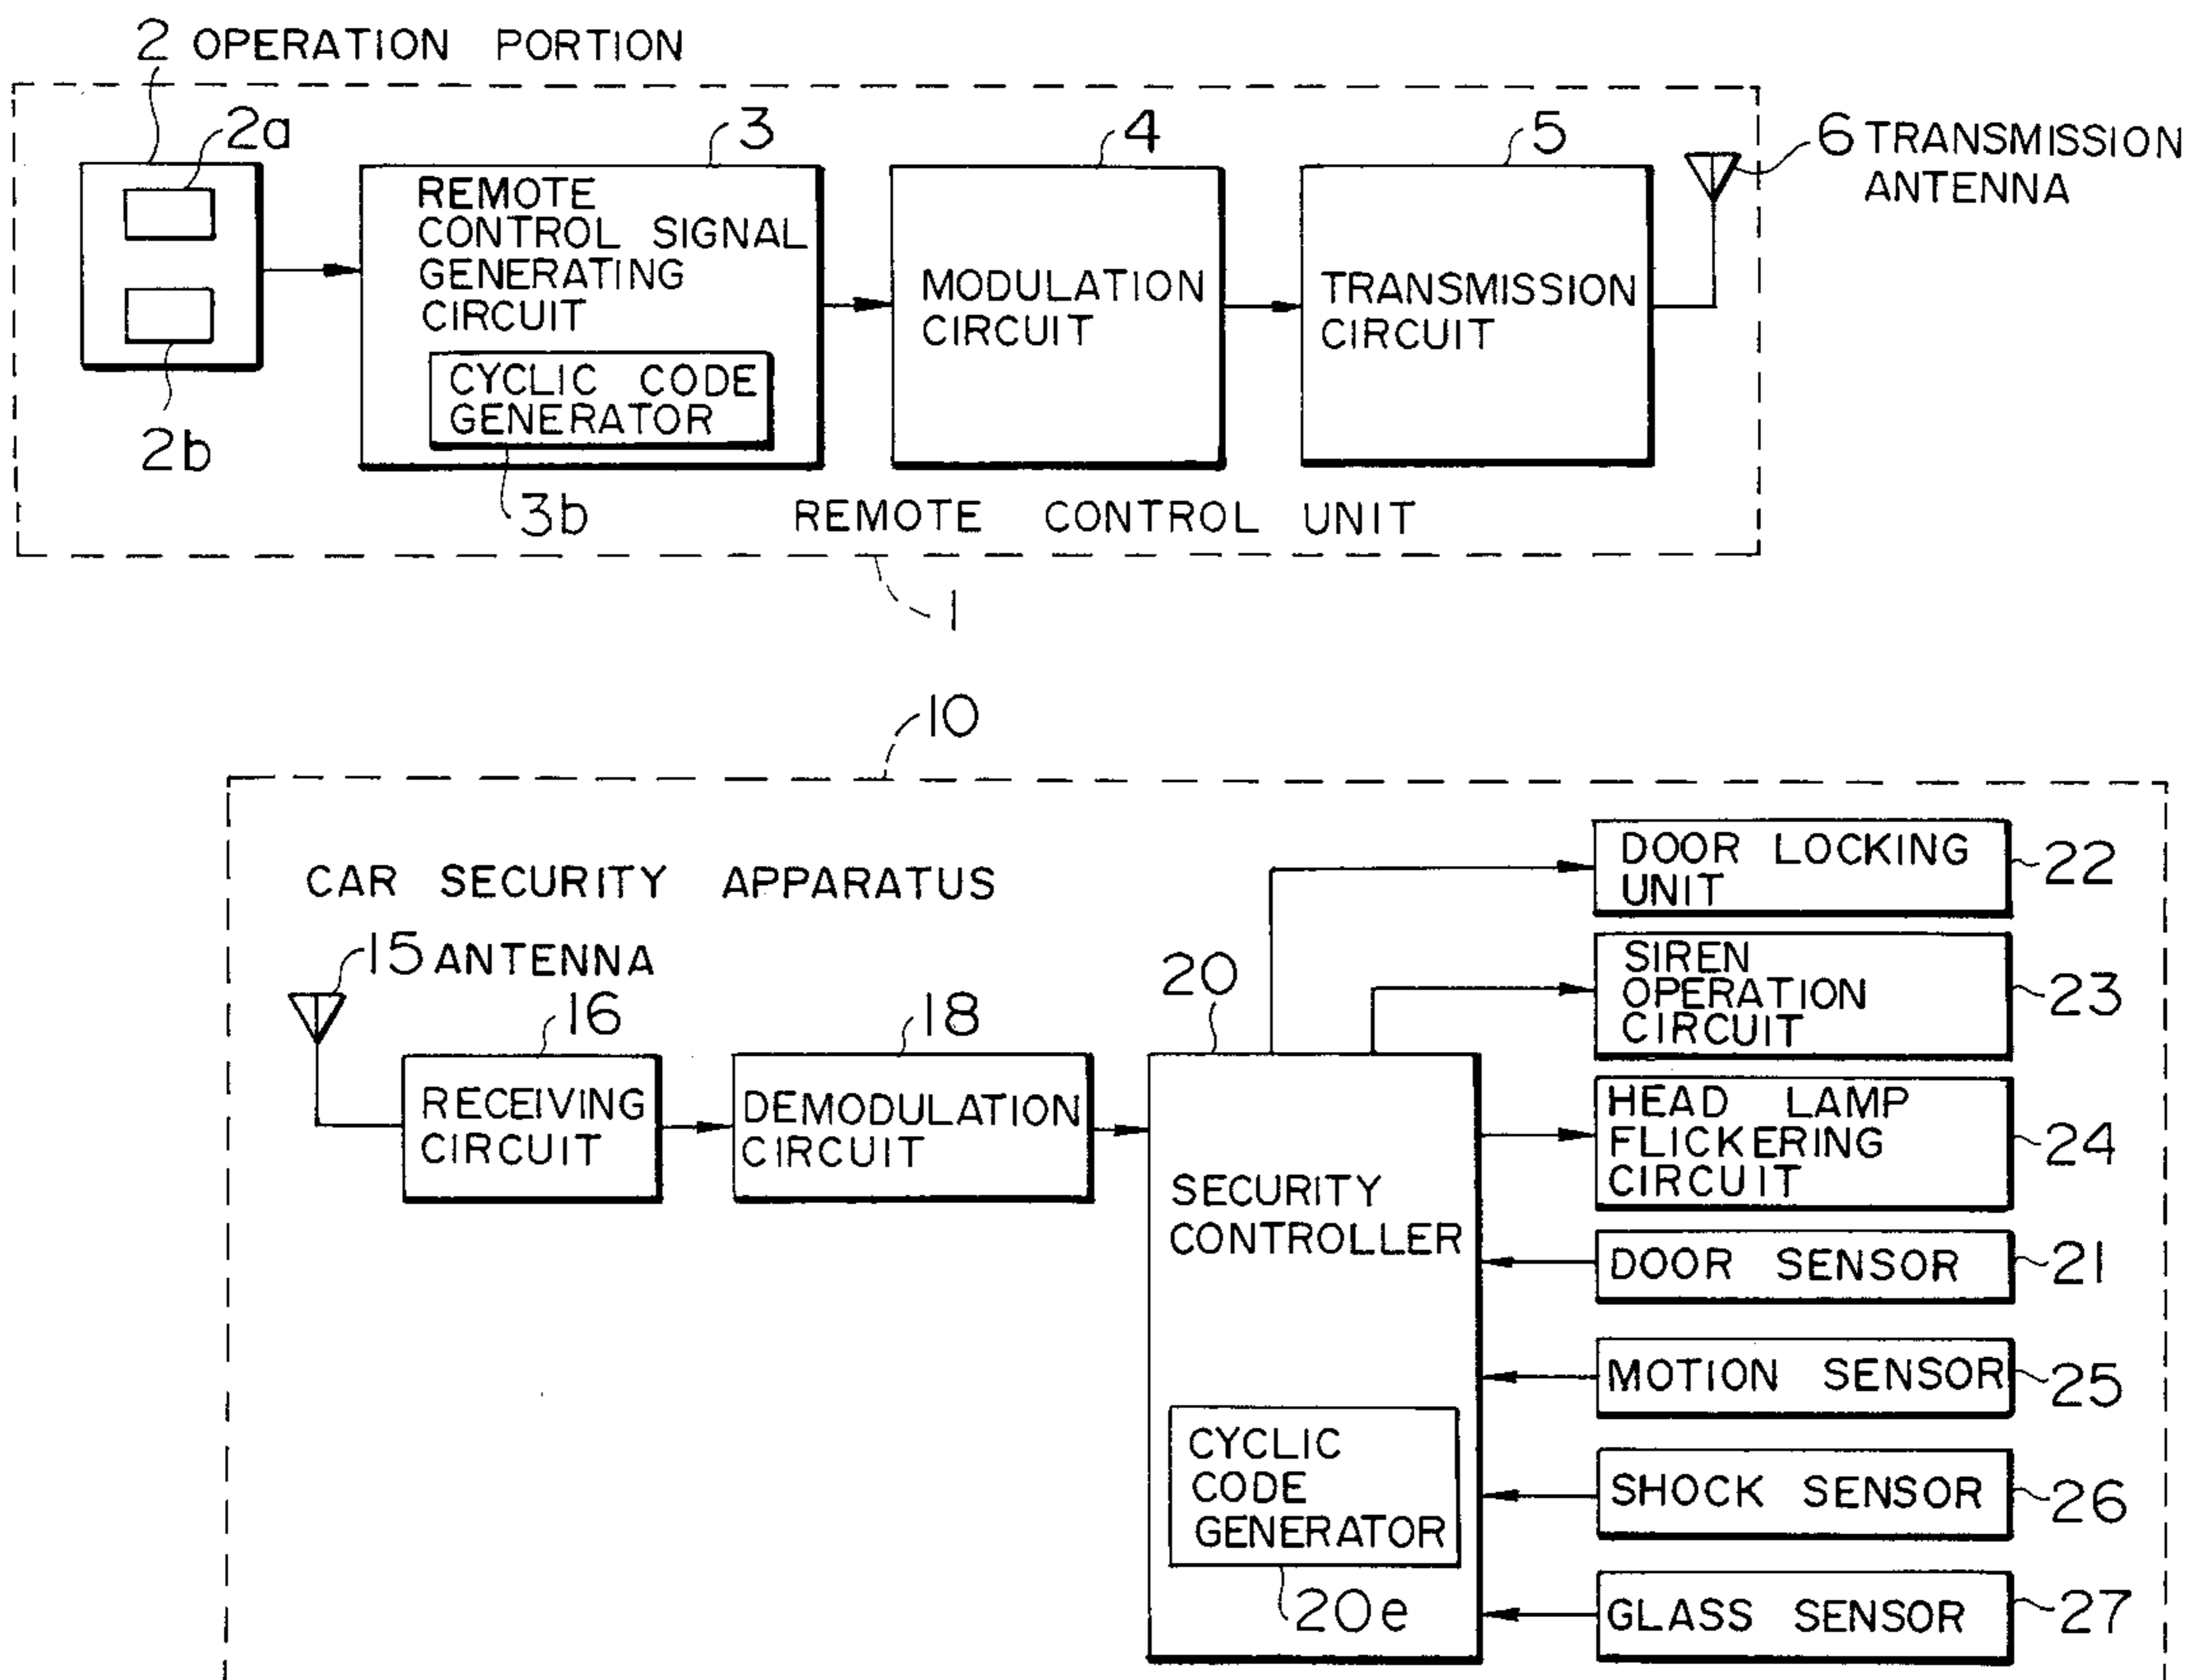 2 OPERATION PORTION
2a
3
4
5
6 TRANSMISSION
ANTENNA
REMOTE
CONTROL SIGNAL
GENERATING
CIRCUIT
MODULATION
CIRCUIT
TRANSMISSION
CIRCUIT
CYCLIC CODE
GENERATOR
2b
3b
REMOTE CONTROL UNIT
1
10
CAR SECURITY APPARATUS
DOOR LOCKING
UNIT
22
15 ANTENNA
20
SIREN
OPERATION
CIRCUIT
23
16
18
RECEIVING
CIRCUIT
DEMODULATION
CIRCUIT
HEAD LAMP
FLICKERING
CIRCUIT
24
SECURITY
CONTROLLER
DOOR SENSOR
21
MOTION SENSOR
25
CYCLIC
CODE
GENERATOR
SHOCK SENSOR
26
20e
GLASS SENSOR
27